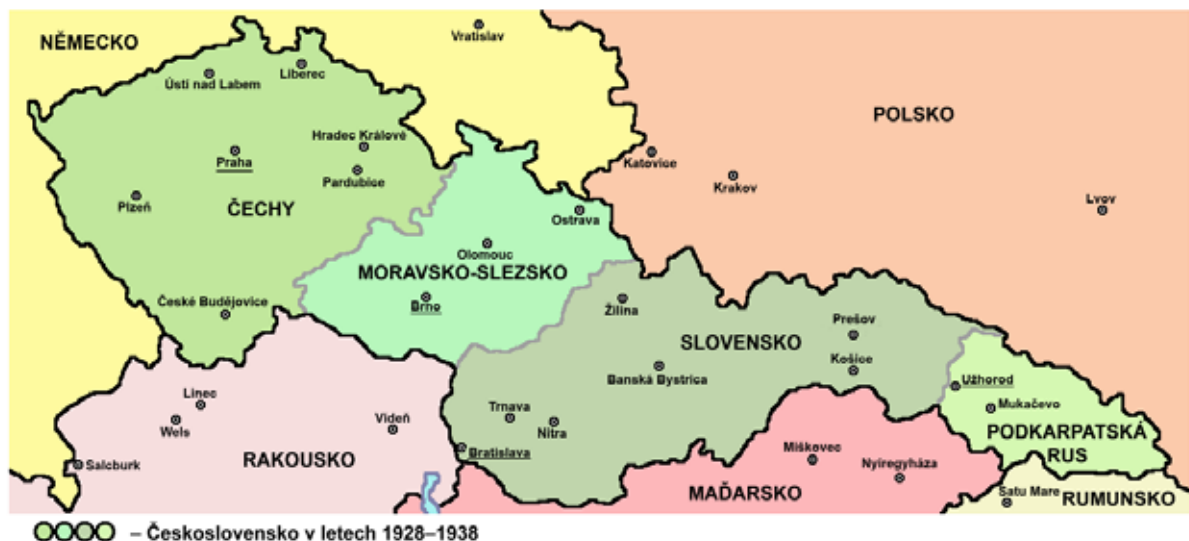 NĚMECKO
Vratislav
Liberec
Ústí nad Labem
POLSKO
Hradec Králové
Praha
Katovice
Pardubice
Krakov
Plzeň
ČECHY
Ostrava
Lvov
Olomouc
MORAVSKO-SLEZSKO
České Budějovice
Brno
Žilina
Prešov
SLOVENSKO
Košice
Banská Bystrica
Užhorod
Linec
Mukačevo
Wels
Videň
Trnava
Nitra
PODKARPATSKÁ
RUS
Bratislava
Miškovec
RAKOUSKO
Salcburk
Nyíregyháza
MAĎARSKO
Satu Mare
RUMUNSKO
– Československo v letech 1928–1938